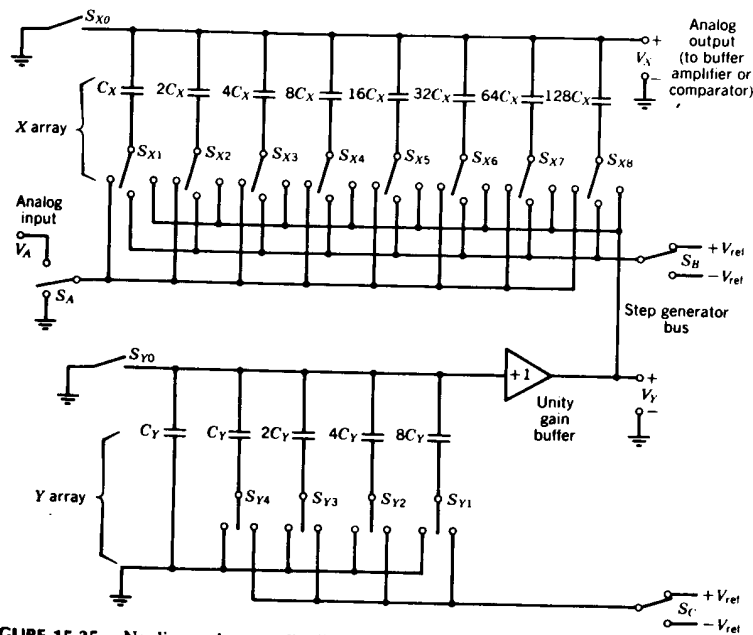 S_X0
Analog output (to buffer amplifier or comparator)
+
V_X
−
C_X
2C_X
4C_X
8C_X
16C_X
32C_X
64C_X
128C_X
X array
S_X1
S_X2
S_X3
S_X4
S_X5
S_X6
S_X7
S_X8
Analog input
V_A
S_A
+V_ref
S_B
−V_ref
Step generator bus
S_Y0
+1
Unity gain buffer
+
V_Y
−
C_Y
C_Y
2C_Y
4C_Y
8C_Y
Y array
S_Y4
S_Y3
S_Y2
S_Y1
+V_ref
S_C
−V_ref